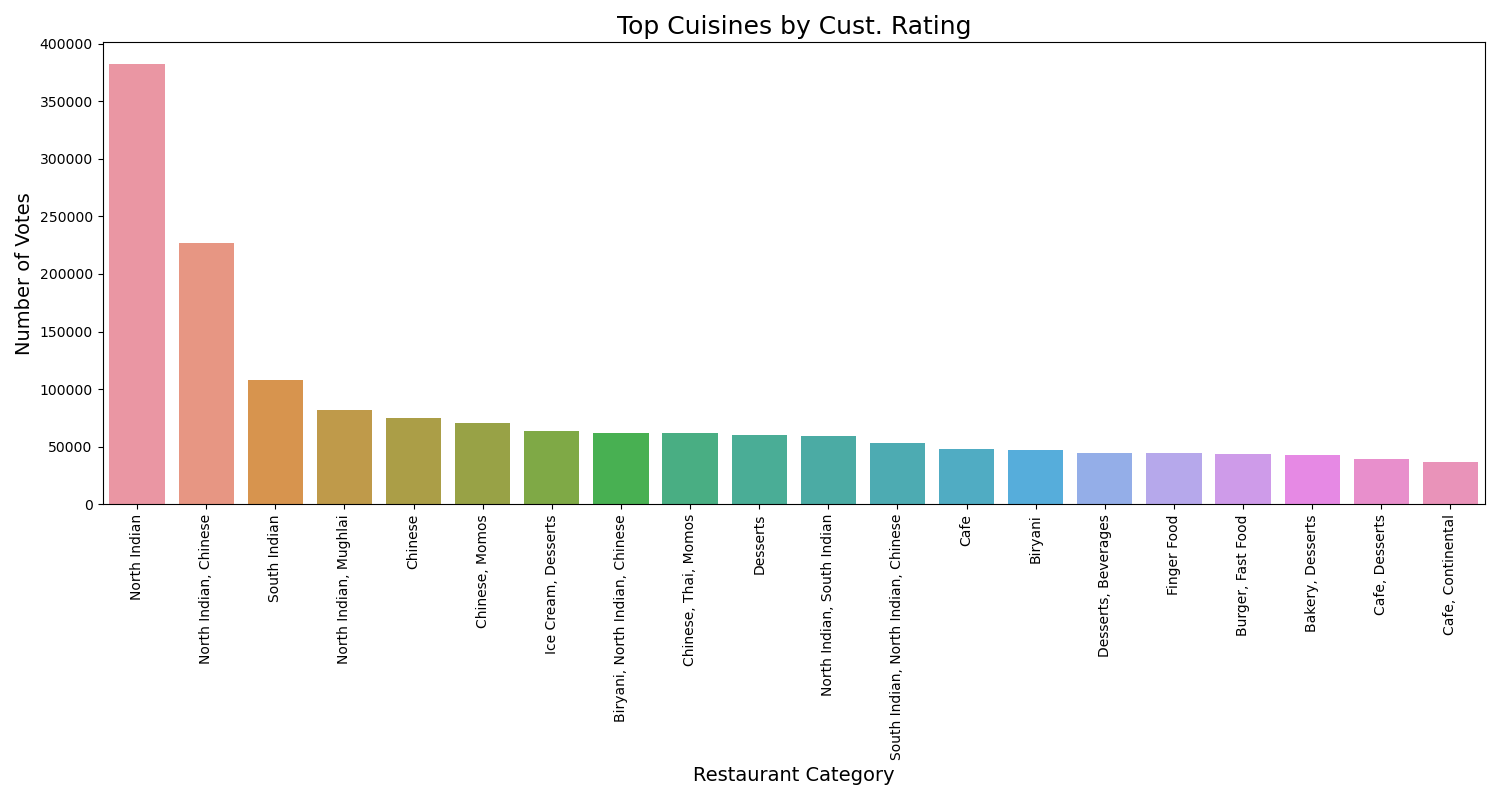 Top Cuisines by Cust. Rating
Number of Votes
400000
350000
300000
250000
200000
150000
100000
50000
0
North Indian
North Indian, Chinese
South Indian
North Indian, Mughlai
Chinese
Chinese, Momos
Ice Cream, Desserts
Biryani, North Indian, Chinese
Chinese, Thai, Momos
Desserts
North Indian, South Indian
South Indian, North Indian, Chinese
Cafe
Biryani
Desserts, Beverages
Finger Food
Burger, Fast Food
Bakery, Desserts
Cafe, Desserts
Cafe, Continental
Restaurant Category